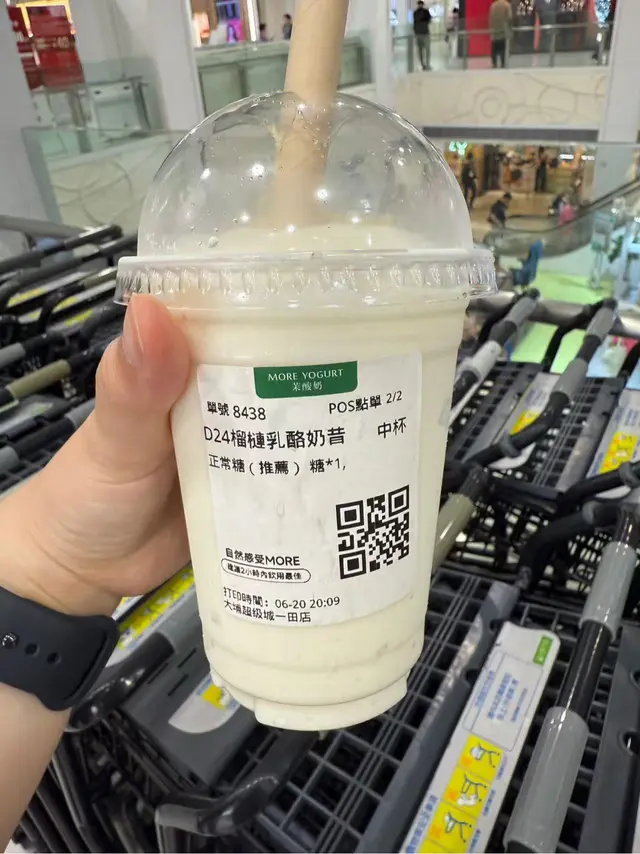 MORE YOGURT
茉酸奶
單號 8438
POS點單 2/2
D24榴槤乳酪奶昔 中杯
正常糖（推薦）糖*1,
自然感受MORE
建議2小時內飲用最佳
打印時間: 06-20 20:09
大埔超級城一田店